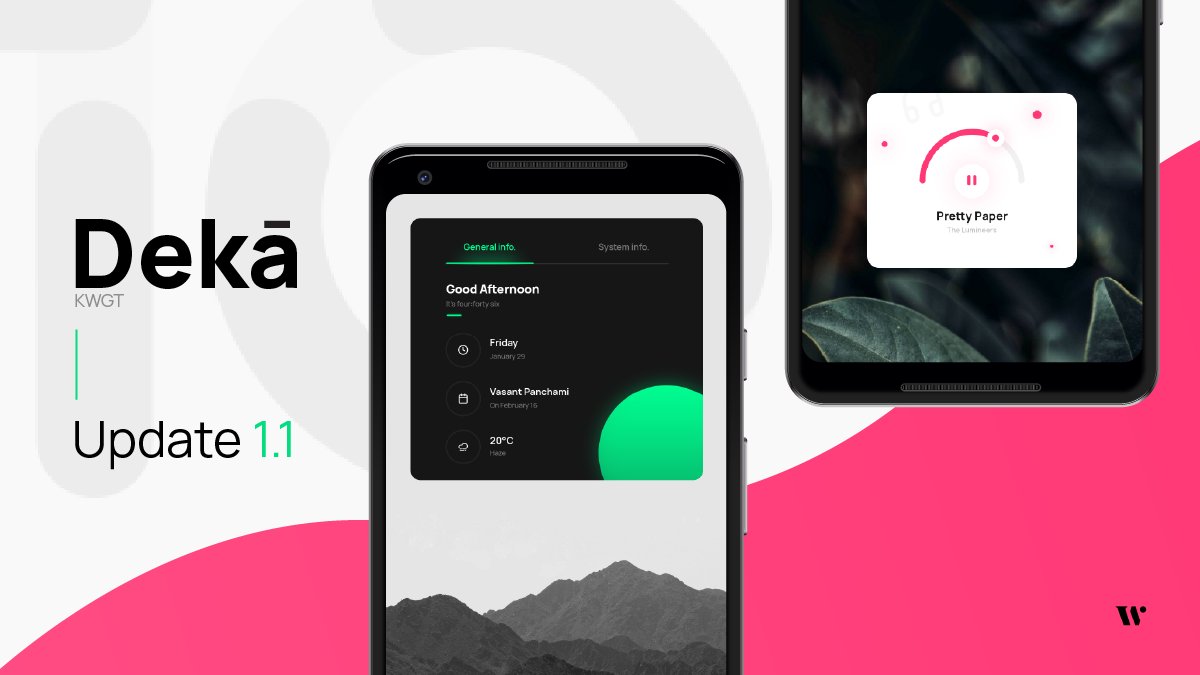 Dekā
KWGT
Update 1.1
General info.
System info.
Good Afternoon
It's four:forty six
Friday
January 29
Vasant Panchami
On February 16
20°C
Haze
Pretty Paper
The Lumineers